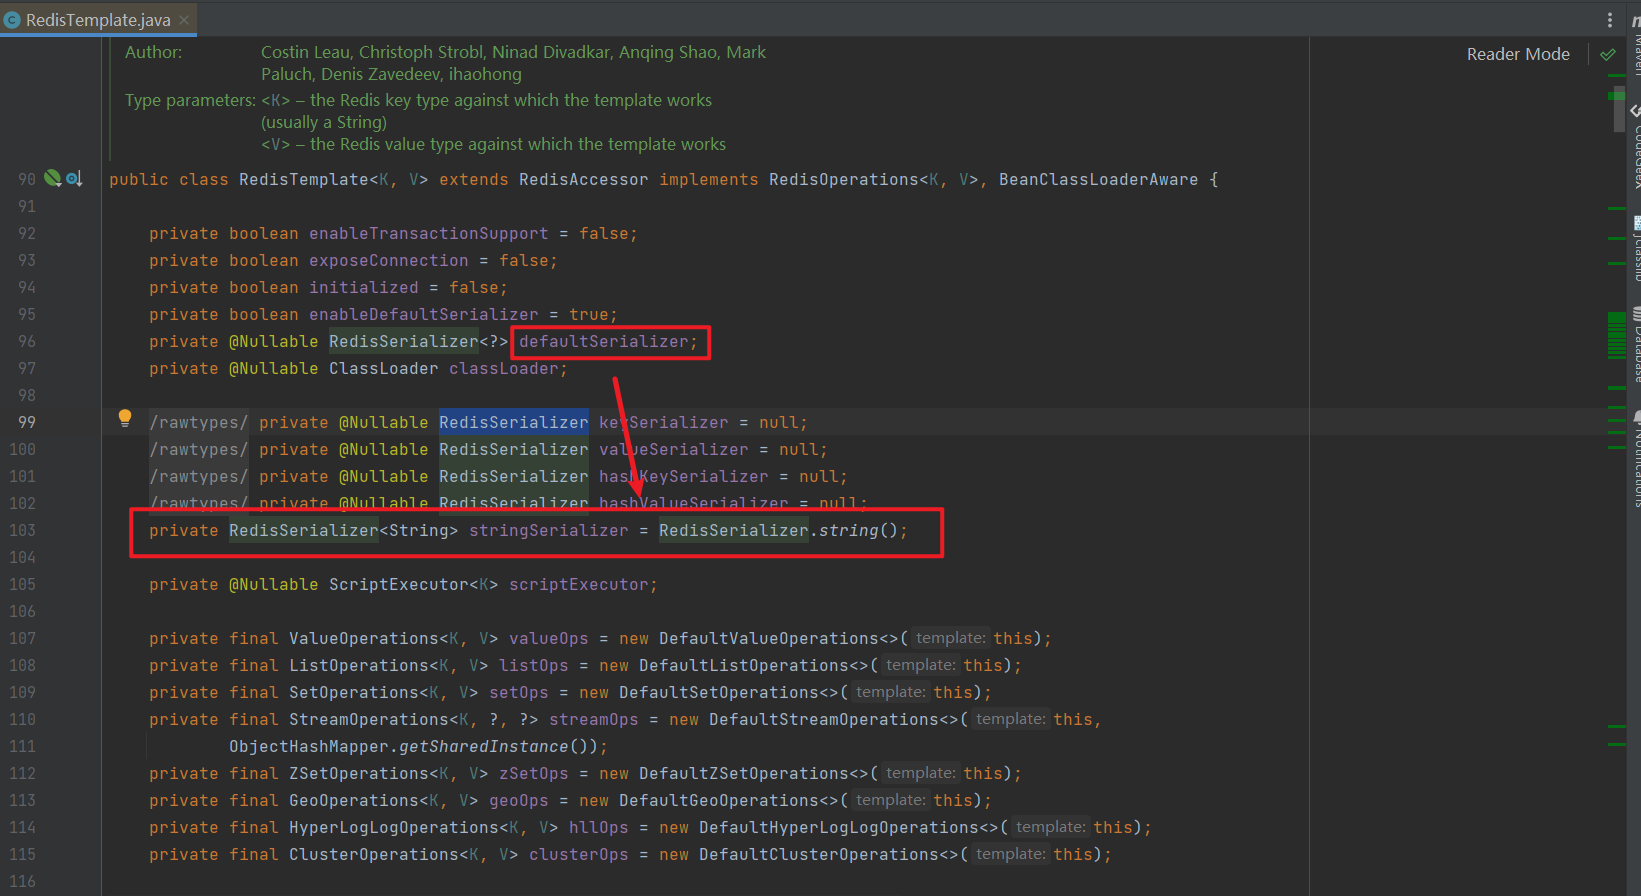 RedisTemplate.java
Reader Mode
Author: Costin Leau, Christoph Strobl, Ninad Divadkar, Anqing Shao, Mark
Paluch, Denis Zavedeev, ihaohong
Type parameters: <K> – the Redis key type against which the template works
(usually a String)
<V> – the Redis value type against which the template works
90 public class RedisTemplate<K, V> extends RedisAccessor implements RedisOperations<K, V>, BeanClassLoaderAware {
91
92 private boolean enableTransactionSupport = false;
93 private boolean exposeConnection = false;
94 private boolean initialized = false;
95 private boolean enableDefaultSerializer = true;
96 private @Nullable RedisSerializer<?> defaultSerializer;
97 private @Nullable ClassLoader classLoader;
98
99 /rawtypes/ private @Nullable RedisSerializer keySerializer = null;
100 /rawtypes/ private @Nullable RedisSerializer valueSerializer = null;
101 /rawtypes/ private @Nullable RedisSerializer hashKeySerializer = null;
102 /rawtypes/ private @Nullable RedisSerializer hashValueSerializer = null;
103 private RedisSerializer<String> stringSerializer = RedisSerializer.string();
104
105 private @Nullable ScriptExecutor<K> scriptExecutor;
106
107 private final ValueOperations<K, V> valueOps = new DefaultValueOperations<>( template: this);
108 private final ListOperations<K, V> listOps = new DefaultListOperations<>( template: this);
109 private final SetOperations<K, V> setOps = new DefaultSetOperations<>( template: this);
110 private final StreamOperations<K, ?, ?> streamOps = new DefaultStreamOperations<>( template: this,
111 ObjectHashMapper.getSharedInstance());
112 private final ZSetOperations<K, V> zSetOps = new DefaultZSetOperations<>( template: this);
113 private final GeoOperations<K, V> geoOps = new DefaultGeoOperations<>( template: this);
114 private final HyperLogLogOperations<K, V> hllOps = new DefaultHyperLogLogOperations<>( template: this);
115 private final ClusterOperations<K, V> clusterOps = new DefaultClusterOperations<>( template: this);
116
Maven
CodeGeeX
jclasslib
Database
Notifications